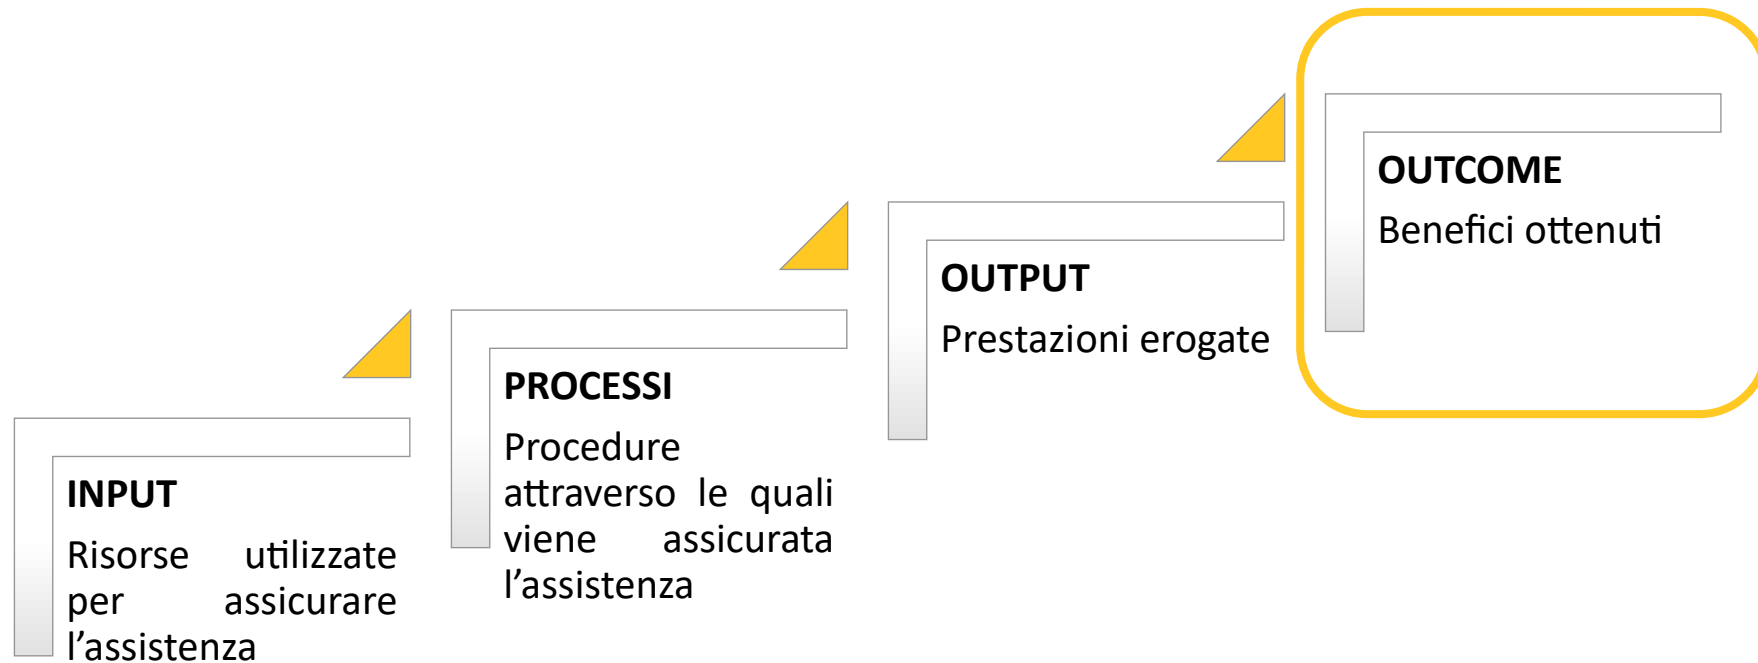 INPUT
Risorse utilizzate
per assicurare
l’assistenza
PROCESSI
Procedure
attraverso le quali
viene assicurata
l’assistenza
OUTPUT
Prestazioni erogate
OUTCOME
Benefici ottenuti